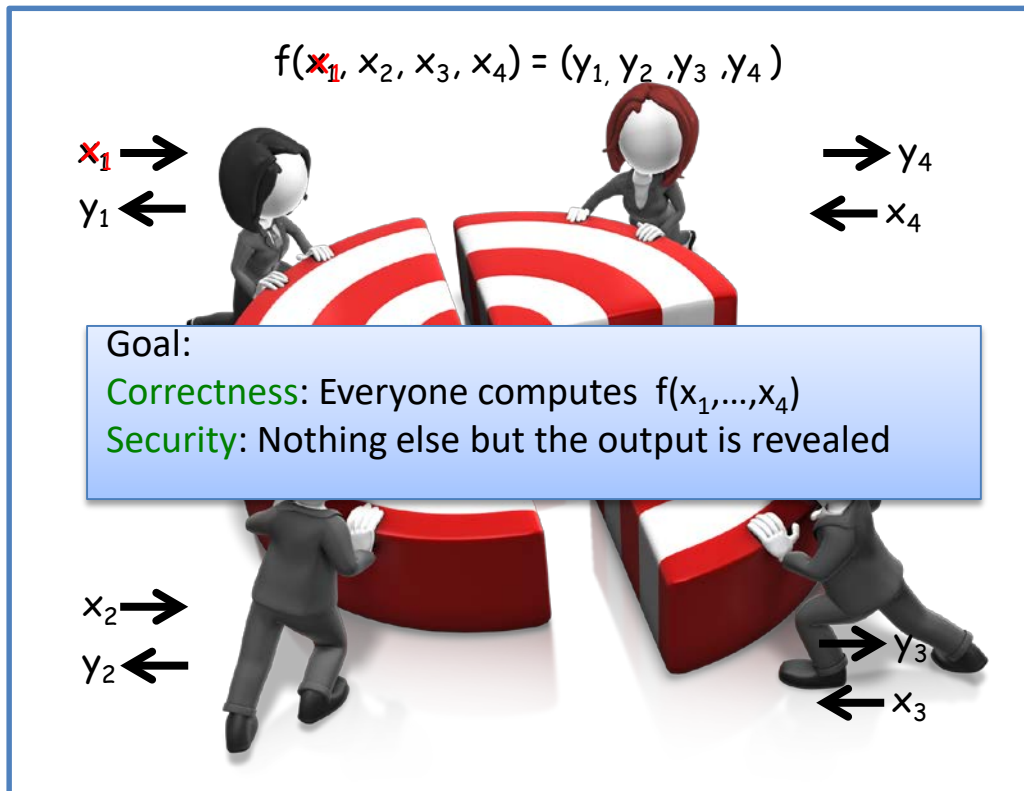 f(x₁, x₂, x₃, x₄) = (y₁, y₂ ,y₃ ,y₄ )
x₁
y₄
y₁
x₄
Goal:
Correctness: Everyone computes f(x₁,…,x₄)
Security: Nothing else but the output is revealed
x₂
y₃
y₂
x₃